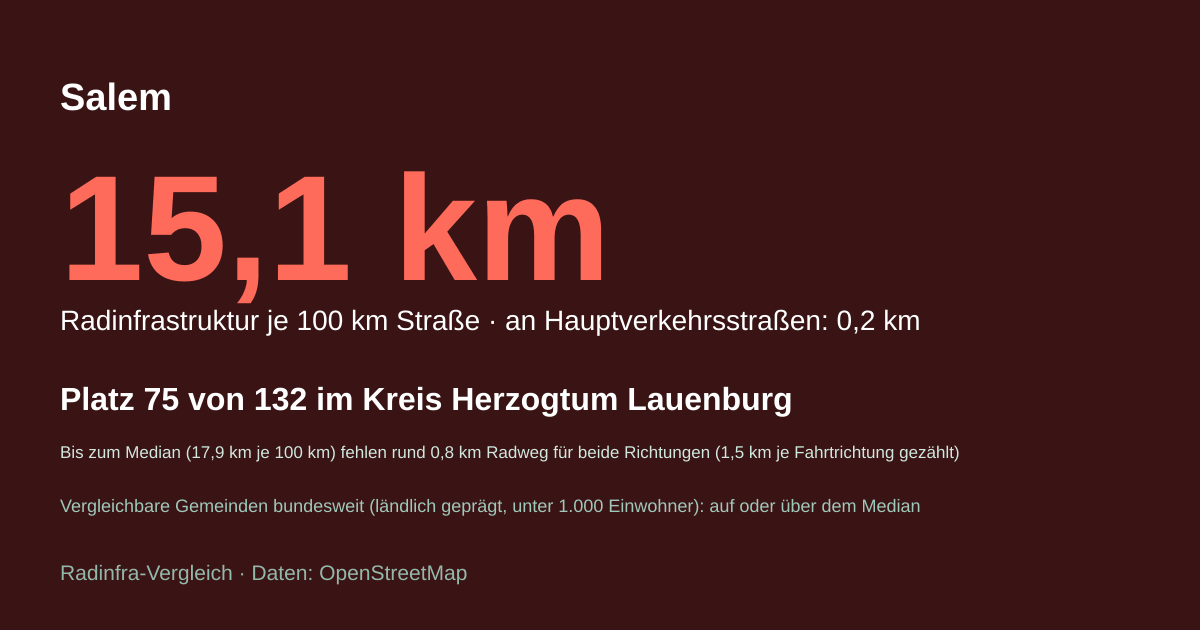 Salem
15,1 km
Radinfrastruktur je 100 km Straße · an Hauptverkehrsstraßen: 0,2 km
Platz 75 von 132 im Kreis Herzogtum Lauenburg
Bis zum Median (17,9 km je 100 km) fehlen rund 0,8 km Radweg für beide Richtungen (1,5 km je Fahrtrichtung gezählt)
Vergleichbare Gemeinden bundesweit (ländlich geprägt, unter 1.000 Einwohner): auf oder über dem Median
Radinfra-Vergleich · Daten: OpenStreetMap